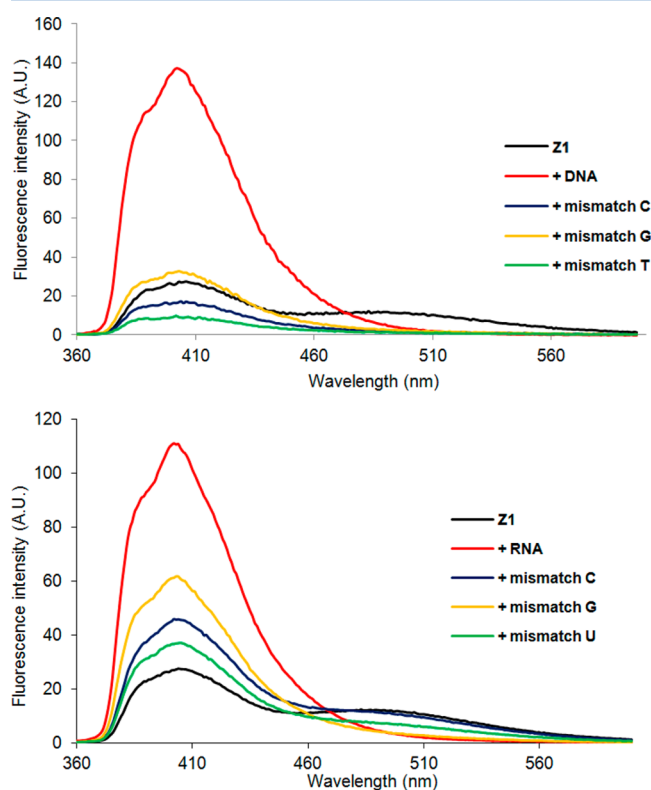 160
140
120
100
80
60
40
20
0
Fluorescence intensity (A.U.)
Z1
+ DNA
+ mismatch C
+ mismatch G
+ mismatch T
360 410 460 510 560
Wavelength (nm)
120
100
80
60
40
20
0
Fluorescence intensity (A.U.)
Z1
+ RNA
+ mismatch C
+ mismatch G
+ mismatch U
360 410 460 510 560
Wavelength (nm)